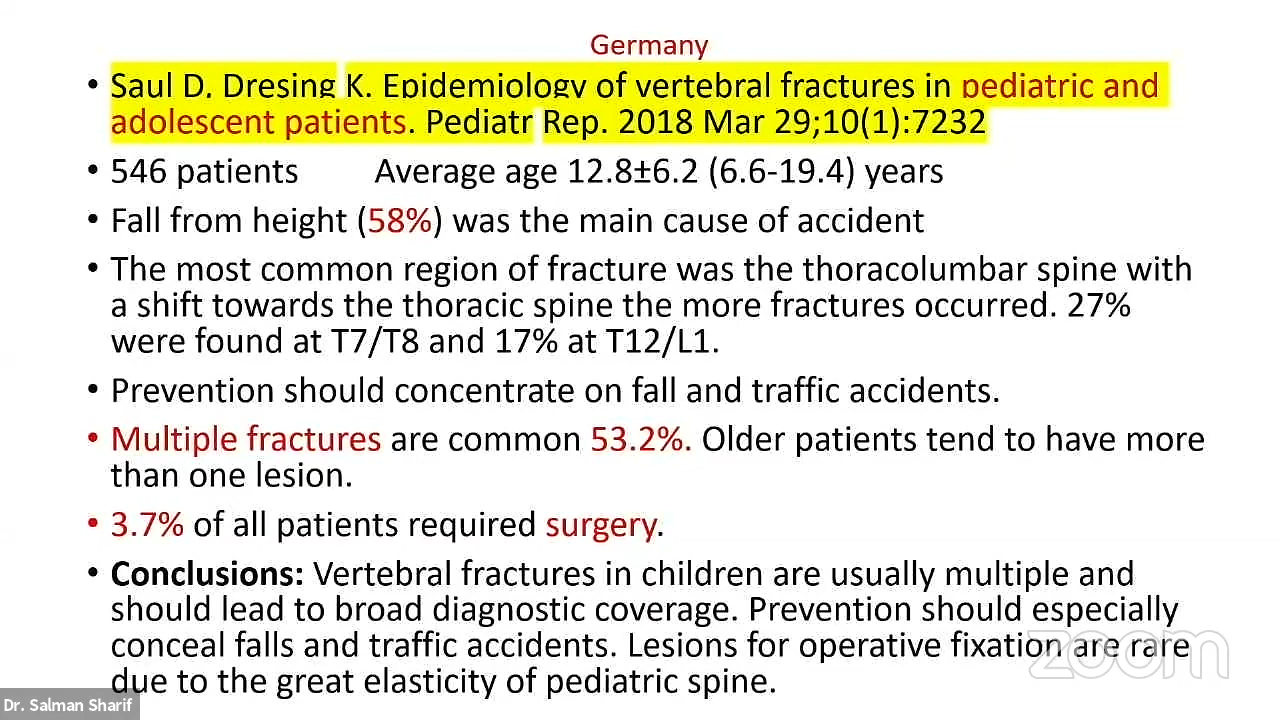 Germany
• Saul D, Dresing K. Epidemiology of vertebral fractures in pediatric and
adolescent patients. Pediatr Rep. 2018 Mar 29;10(1):7232
• 546 patients Average age 12.8±6.2 (6.6-19.4) years
• Fall from height (58%) was the main cause of accident
• The most common region of fracture was the thoracolumbar spine with
a shift towards the thoracic spine the more fractures occurred. 27%
were found at T7/T8 and 17% at T12/L1.
• Prevention should concentrate on fall and traffic accidents.
• Multiple fractures are common 53.2%. Older patients tend to have more
than one lesion.
• 3.7% of all patients required surgery.
• Conclusions: Vertebral fractures in children are usually multiple and
should lead to broad diagnostic coverage. Prevention should especially
conceal falls and traffic accidents. Lesions for operative fixation are rare
due to the great elasticity of pediatric spine.
zoom
Dr. Salman Sharif